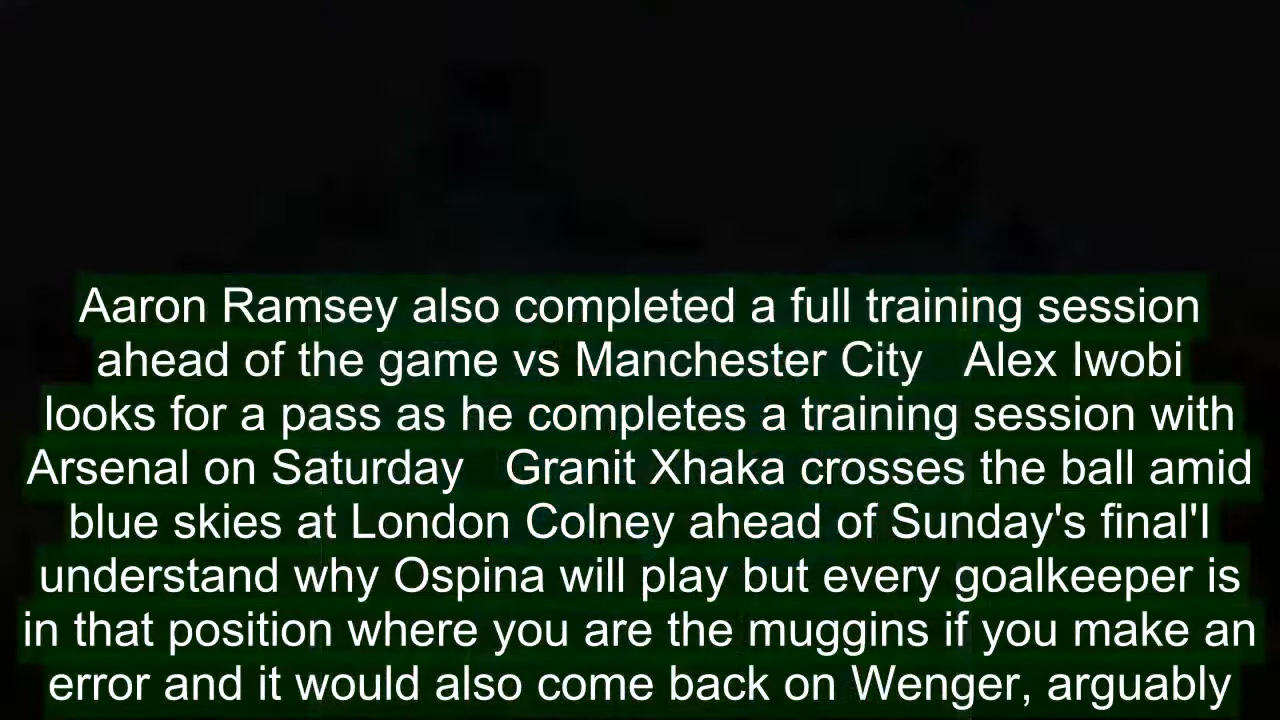 Aaron Ramsey also completed a full training session
ahead of the game vs Manchester City   Alex Iwobi
looks for a pass as he completes a training session with
Arsenal on Saturday   Granit Xhaka crosses the ball amid
blue skies at London Colney ahead of Sunday's final'I
understand why Ospina will play but every goalkeeper is
in that position where you are the muggins if you make an
error and it would also come back on Wenger, arguably